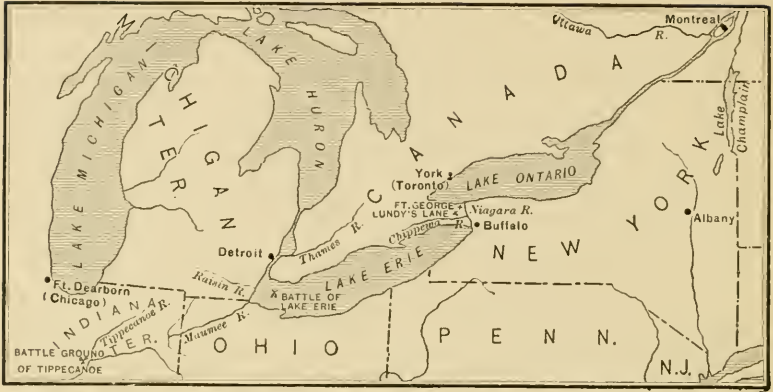 Ottawa R.
Montreal
MICHIGAN TER.
LAKE MICHIGAN
LAKE HURON
CANADA
Lake Champlain
York
(Toronto)
LAKE ONTARIO
FT. GEORGE
LUNDY'S LANE
Niagara R.
Chippewa R.
Buffalo
NEW YORK
Albany
Detroit
Thames R.
LAKE ERIE
Raisin R.
X BATTLE OF
LAKE ERIE
Ft. Dearborn
(Chicago)
INDIANA
TER.
Tippecanoe R.
Maumee R.
BATTLE GROUND
OF TIPPECANOE
OHIO
PENN.
N.J.